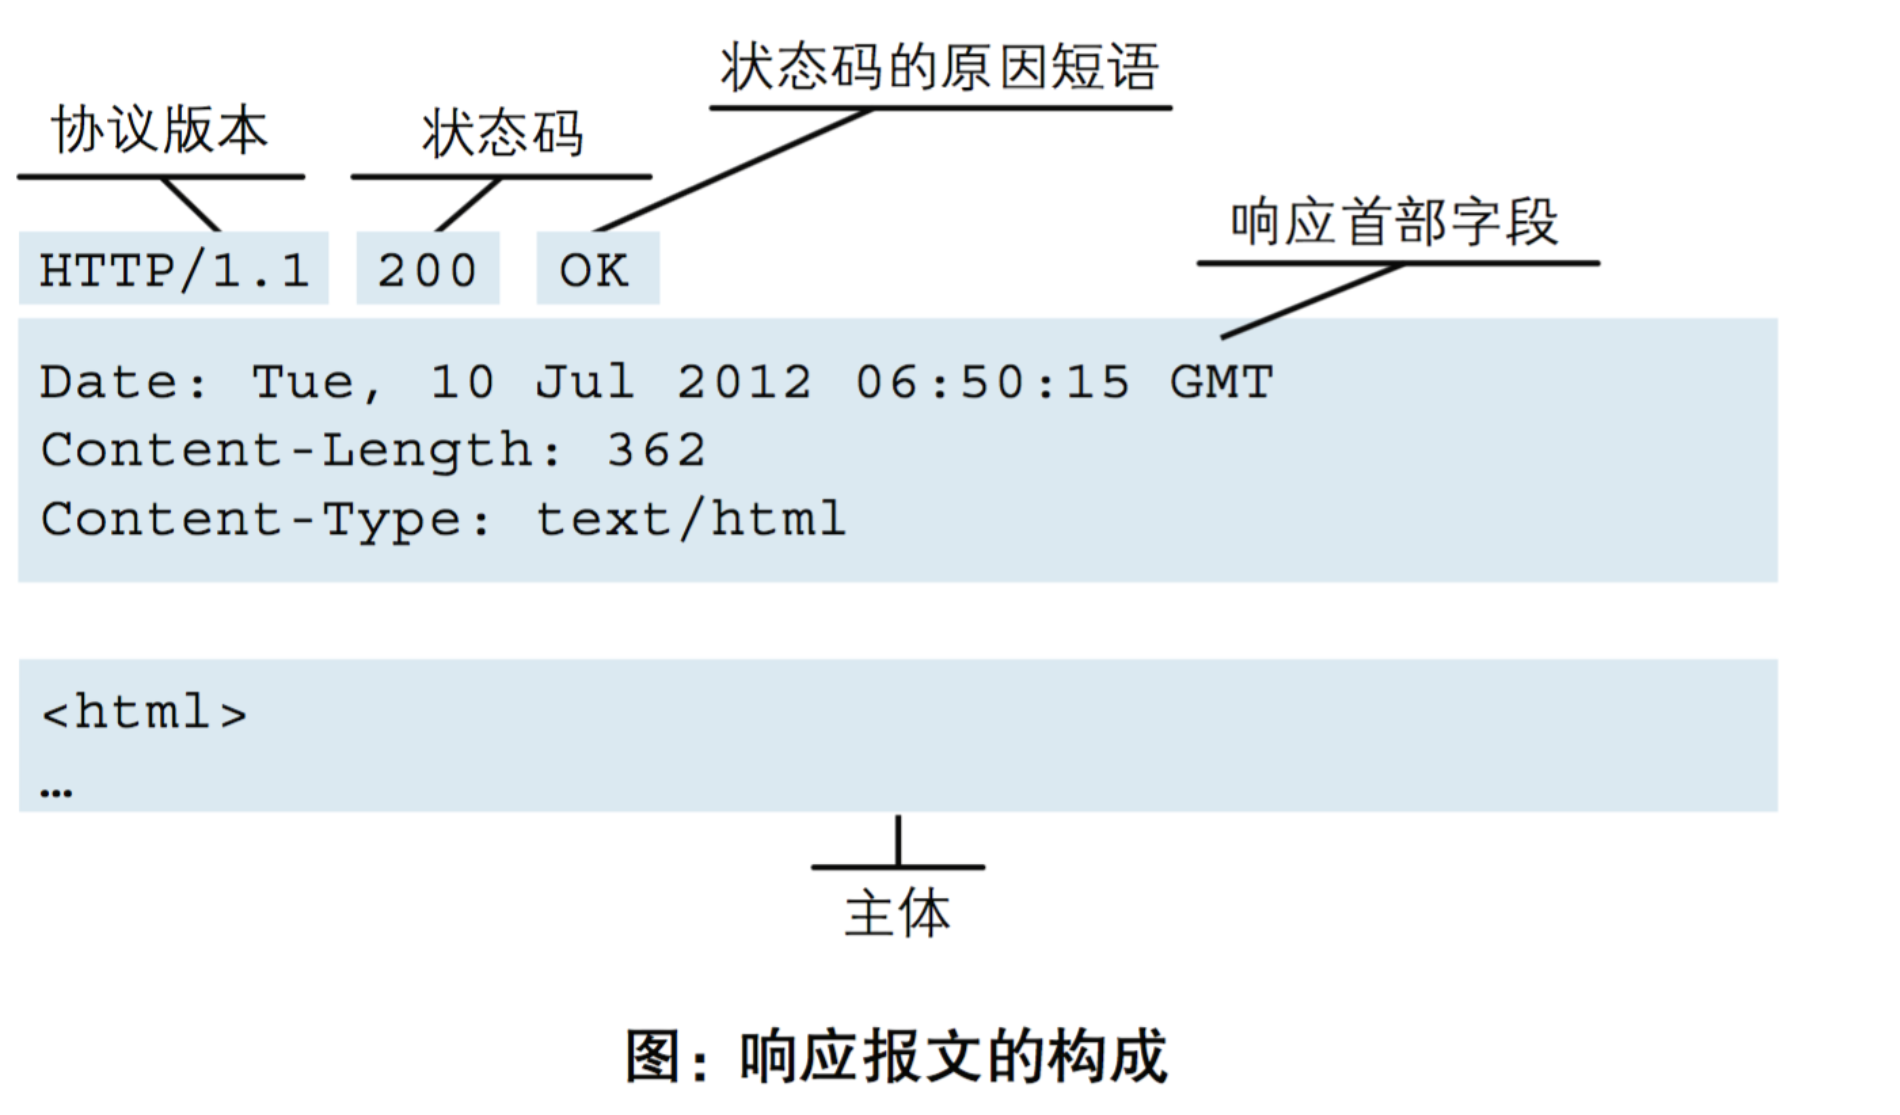 状态码的原因短语
协议版本 状态码
响应首部字段
HTTP/1.1 200 OK
Date: Tue, 10 Jul 2012 06:50:15 GMT
Content-Length: 362
Content-Type: text/html
<html>
…
主体
图：响应报文的构成